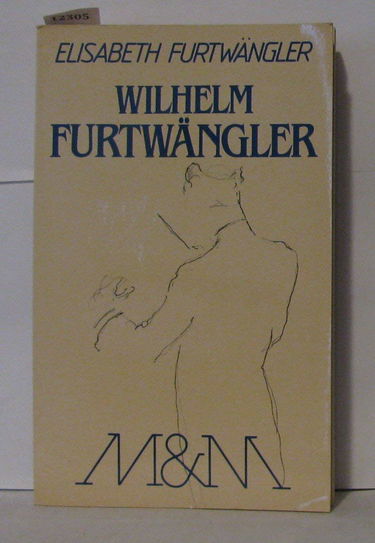 12305
ELISABETH FURTWÄNGLER
WILHELM
FURTWÄNGLER
M&M